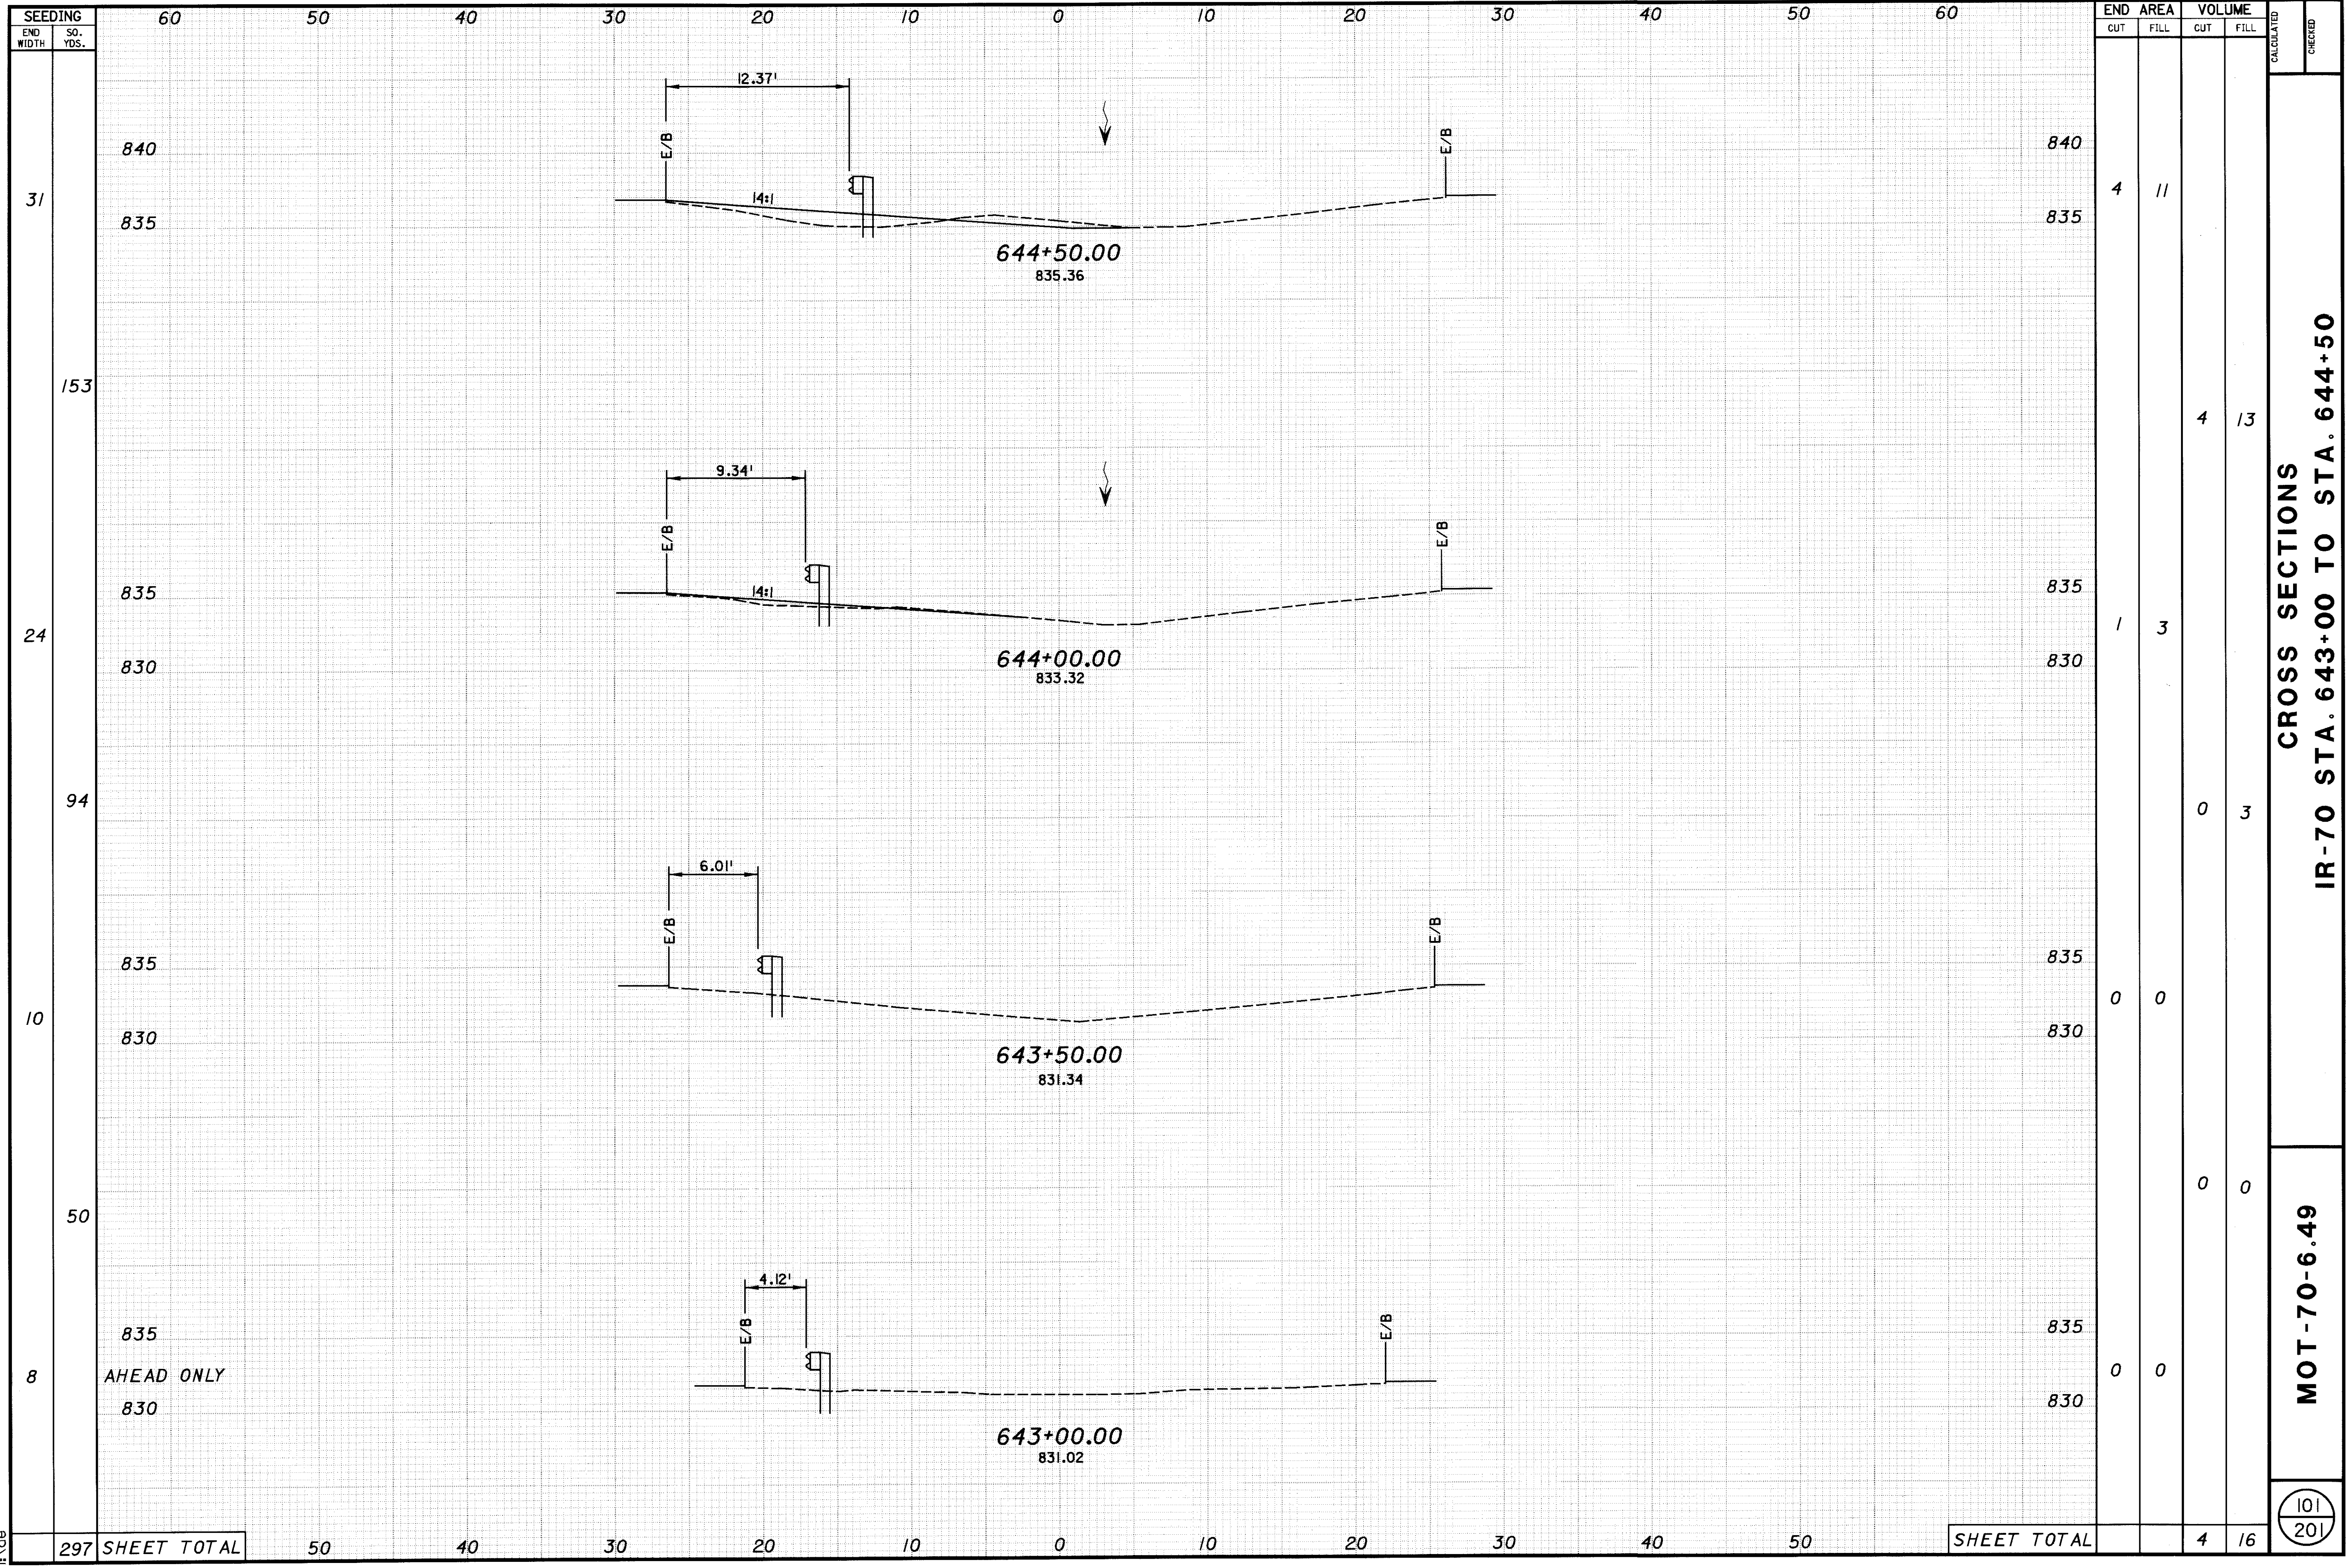 SEEDING
END WIDTH
SO. YDS.
60 50 40 30 20 10 0 10 20 30 40 50 60
END AREA
VOLUME
CUT FILL CUT FILL
CALCULATED
CHECKED
12.37'
E/B
E/B
840
840
31
14:1
4 11
835
835
644+50.00
835.36
153
4 13
9.34'
E/B
E/B
835
14:1
835
24
1 3
830
830
644+00.00
833.32
94
0 3
6.01'
E/B
E/B
835
835
0 0
10
830
830
643+50.00
831.34
0 0
50
4.12'
E/B
E/B
835
835
8
AHEAD ONLY
0 0
830
830
643+00.00
831.02
297 SHEET TOTAL
50 40 30 20 10 0 10 20 30 40 50
SHEET TOTAL
4 16
CROSS SECTIONS
IR-70 STA. 643+00 TO STA. 644+50
MOT-70-6.49
101
201